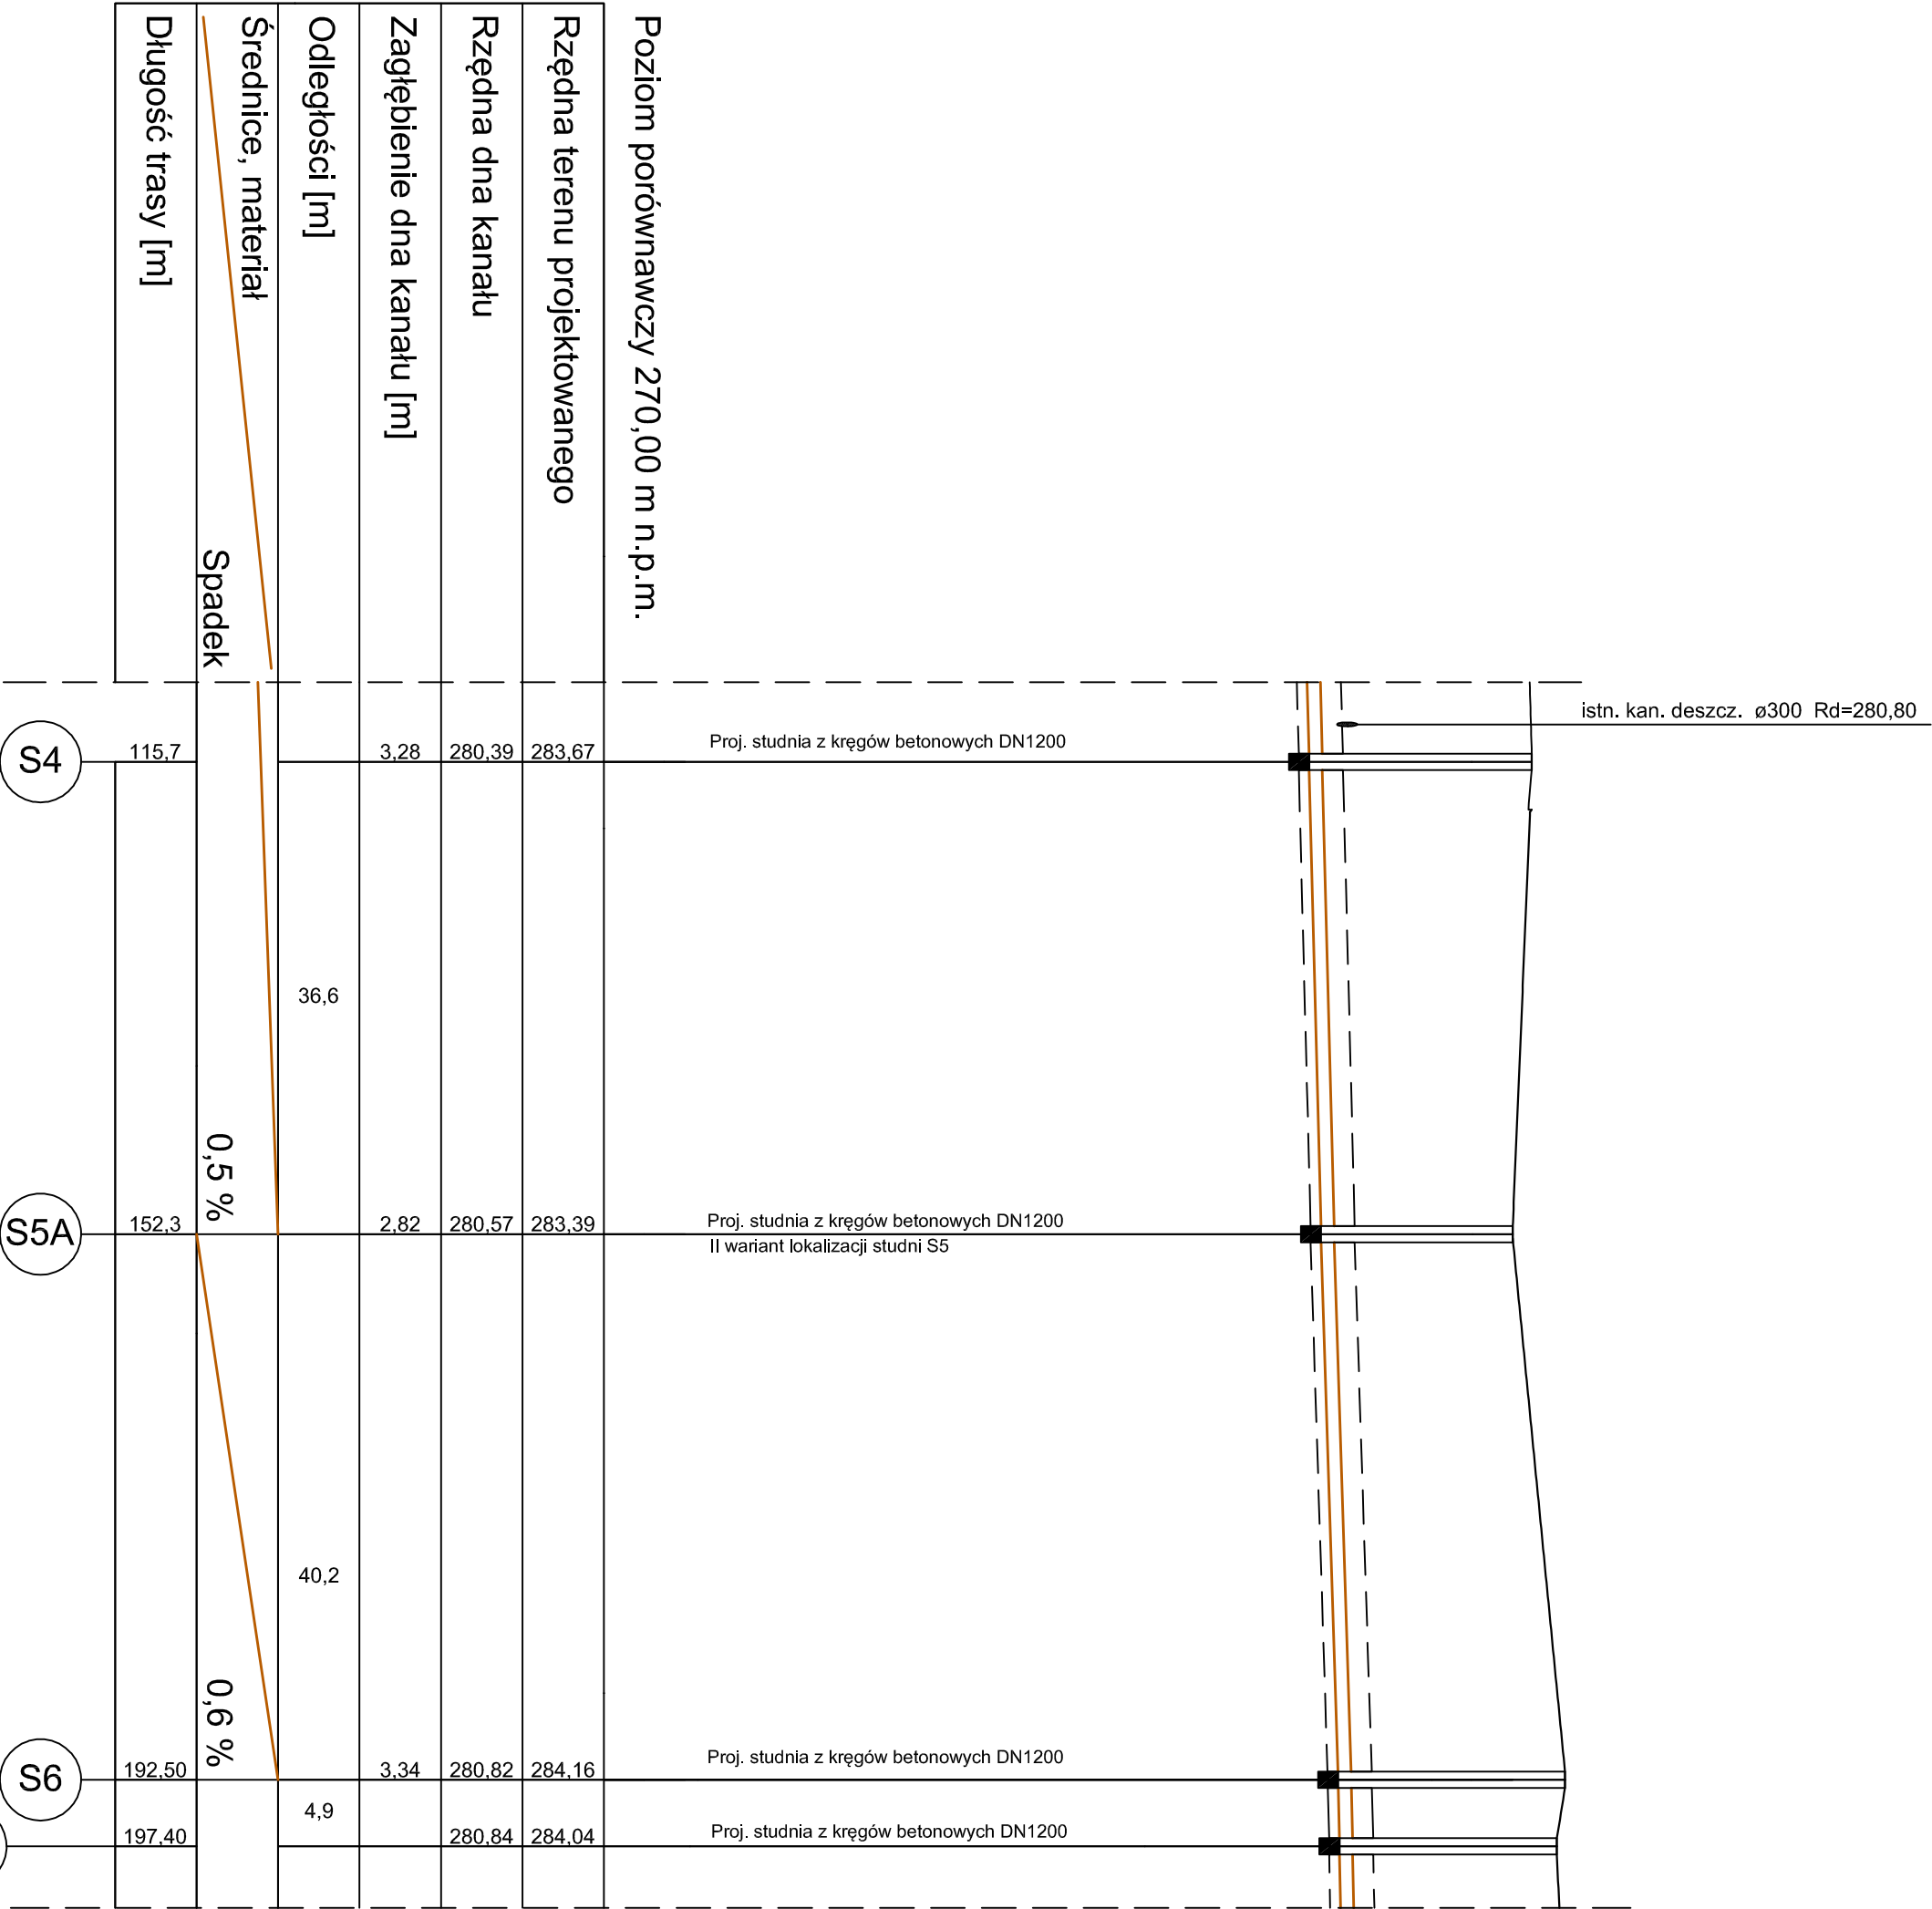 Poziom porównawczy 270,00 m n.p.m.
Rzędna terenu projektowanego
Rzędna dna kanału
Zagłębienie dna kanału [m]
Odległości [m]
Średnice, materiał
Spadek
Długość trasy [m]
istn. kan. deszcz. ø300 Rd=280,80
S4
115,7
3,28
280,39
283,67
Proj. studnia z kręgów betonowych DN1200
36,6
0,5 %
S5A
152,3
2,82
280,57
283,39
Proj. studnia z kręgów betonowych DN1200
II wariant lokalizacji studni S5
40,2
0,6 %
S6
192,50
3,34
280,82
284,16
Proj. studnia z kręgów betonowych DN1200
4,9
197,40
280,84
284,04
Proj. studnia z kręgów betonowych DN1200